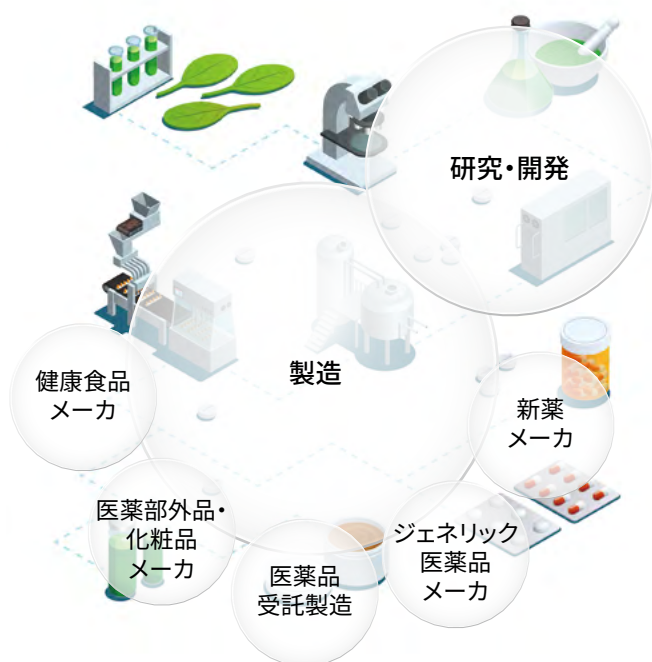 研究・開発
製造
健康食品
メーカ
新薬
メーカ
医薬部外品・
化粧品
メーカ
ジェネリック
医薬品
メーカ
医薬品
受託製造